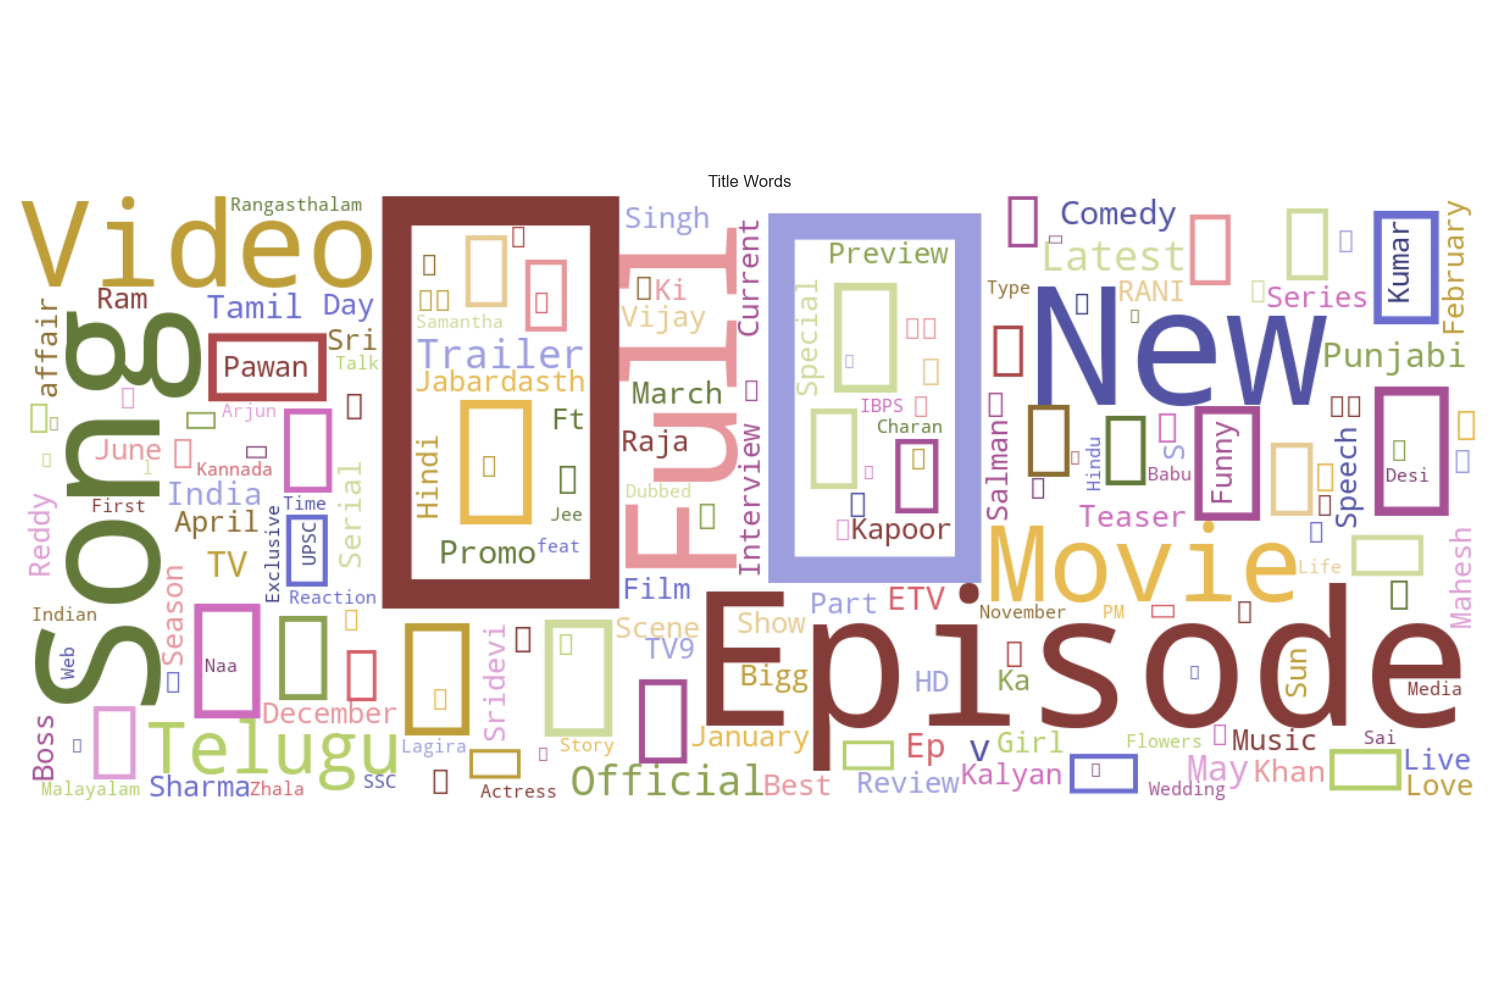 Title Words
Video
Rangasthalam
Singh
Current
Comedy
Kumar
February
Preview
Latest
Ram
Tamil
Day
Samantha
Ki
Vijay
Special
Type
RANI
Series
affair
Song
Pawan
Sri
Talk
Trailer
Jabardasth
Full
March
New
Punjabi
Arjun
Ft
IBPS
Charan
June
l
Kannada
Hindi
Raja
Interview
Salman
Hindu
S
Babu
Funny
Speech
Desi
India
First
Time
Serial
Dubbed
Jee
Reddy
April
Exclusive
UPSC
Promo
feat
Kapoor
Teaser
TV
Reaction
Film
Movie
Life
Mahesh
Indian
Season
Part
ETV
November
PM
Scene
Show
Episode
Web
Naa
Sridevi
TV9
Bigg
HD
Ka
Sun
Media
Boss
December
Telugu
Lagira
Story
January
Ep
v
Girl
Flowers
Music
Sai
Malayalam
Sharma
Zhala
SSC
Actress
Official
Best
Review
Kalyan
Wedding
May
Khan
Live
Love